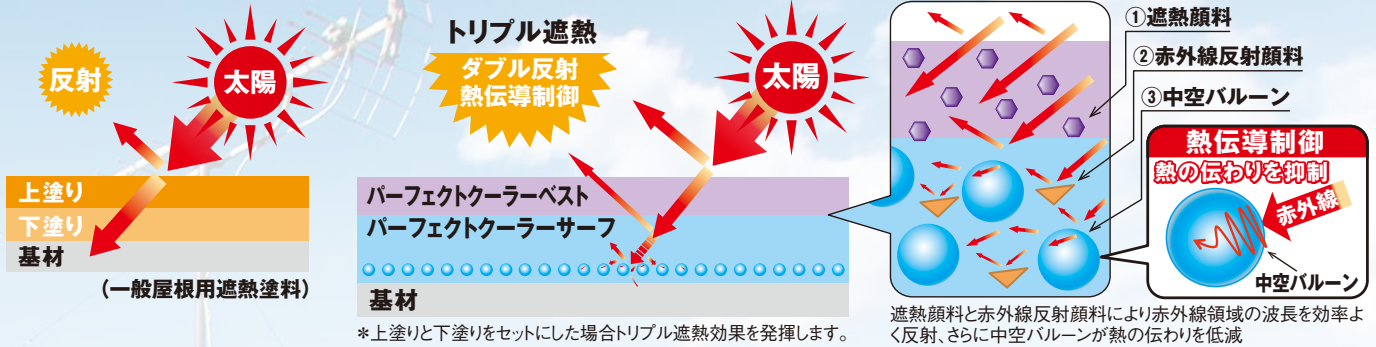 反射
太陽
上塗り
下塗り
基材
(一般屋根用遮熱塗料)
トリプル遮熱
ダブル反射
熱伝導制御
太陽
パーフェクトクーラーベスト
パーフェクトクーラーサーフ
基材
*上塗りと下塗りをセットにした場合トリプル遮熱効果を発揮します。
①遮熱顔料
②赤外線反射顔料
③中空バルーン
熱伝導制御
熱の伝わりを抑制
赤外線
中空バルーン
遮熱顔料と赤外線反射顔料により赤外線領域の波長を効率よ
く反射、さらに中空バルーンが熱の伝わりを低減